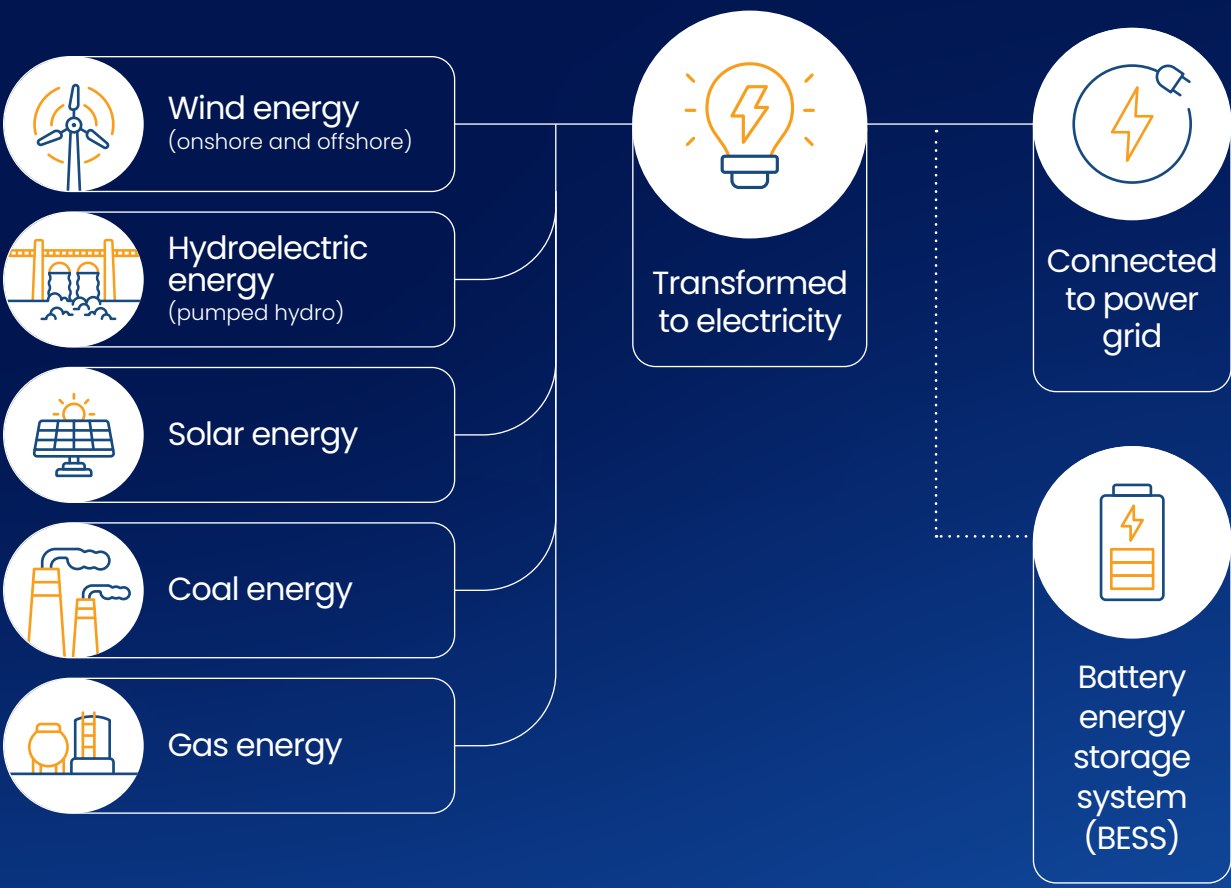 Wind energy
(onshore and offshore)
Hydroelectric
energy
(pumped hydro)
Solar energy
Coal energy
Gas energy
Transformed
to electricity
Connected
to power
grid
Battery
energy
storage
system
(BESS)